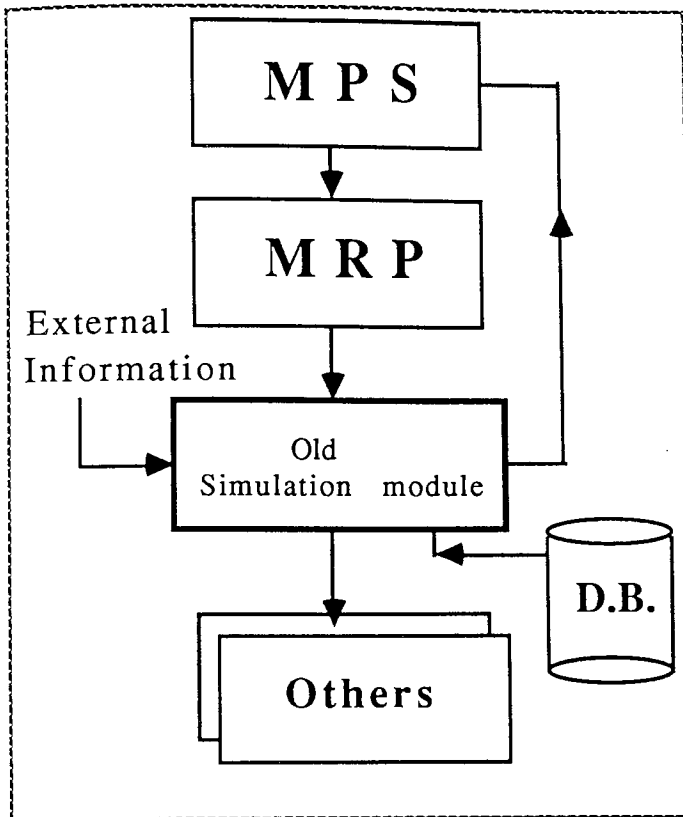 M P S
M R P
External
Information
Old
Simulation module
D.B.
Others